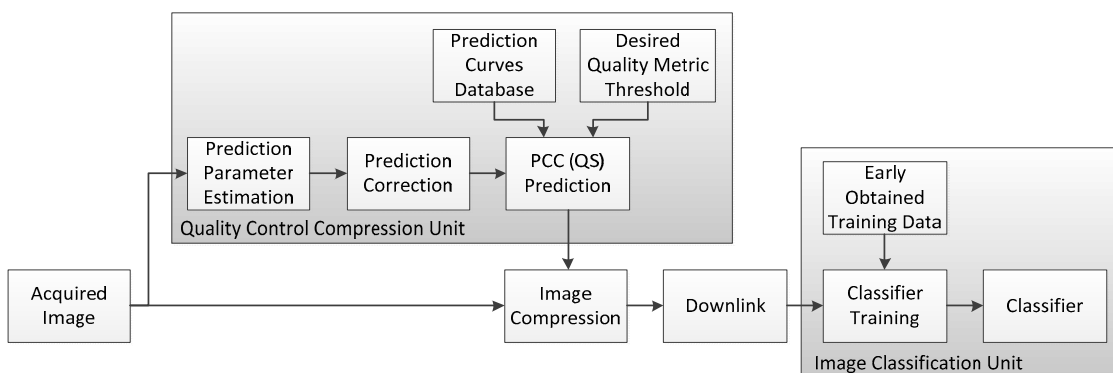 Prediction
Curves
Database
Desired
Quality Metric
Threshold
Prediction
Parameter
Estimation
Prediction
Correction
PCC (QS)
Prediction
Quality Control Compression Unit
Early
Obtained
Training Data
Acquired
Image
Image
Compression
Downlink
Classifier
Training
Classifier
Image Classification Unit